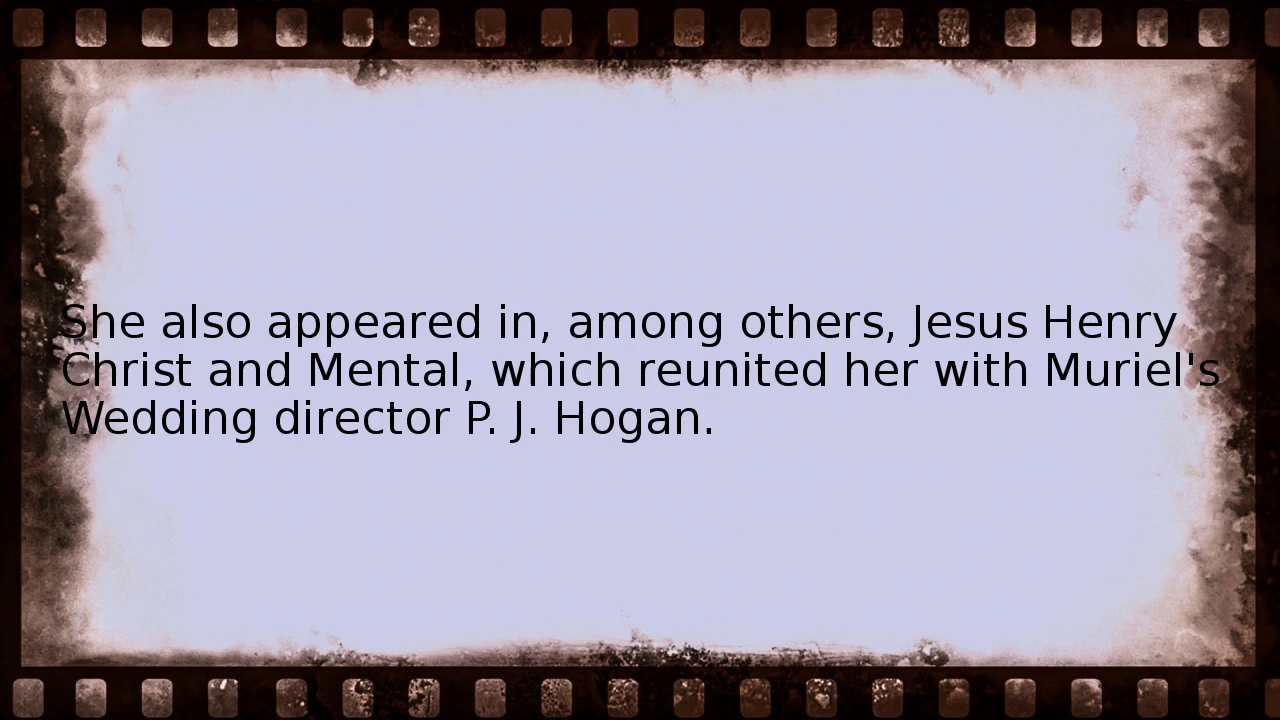 She also appeared in, among others, Jesus Henry
Christ and Mental, which reunited her with Muriel's
Wedding director P. J. Hogan.